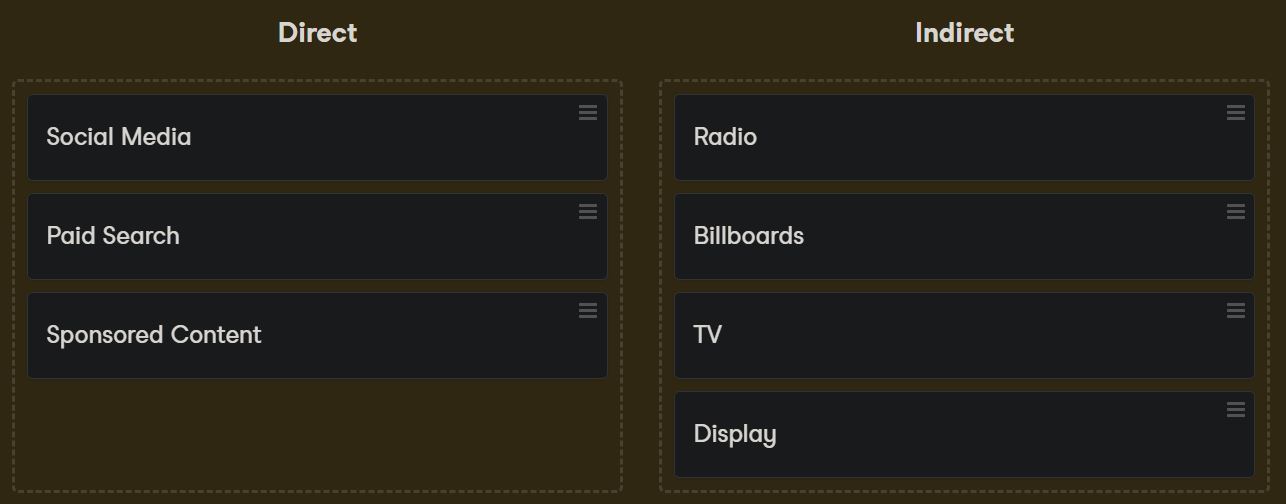 Direct
Social Media
Paid Search
Sponsored Content
Indirect
Radio
Billboards
TV
Display